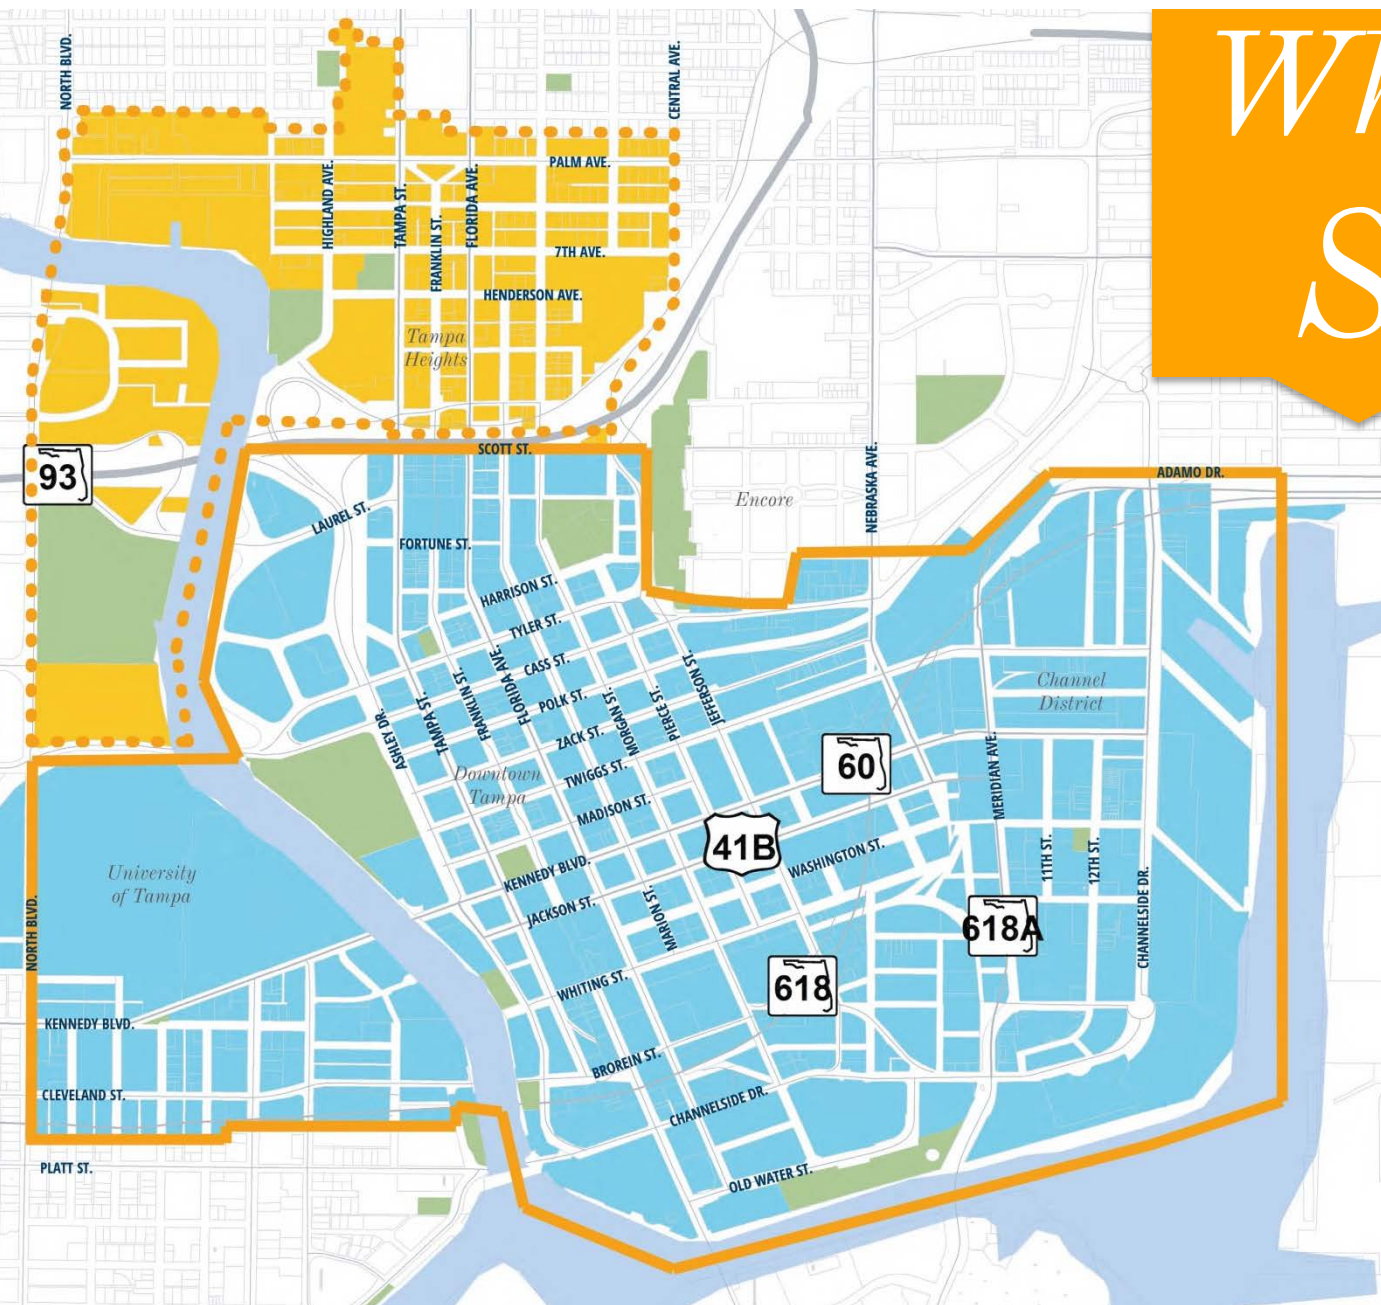 Wh
S
NORTH BLVD.
CENTRAL AVE.
PALM AVE.
HIGHLAND AVE.
TAMPA ST.
FRANKLIN ST.
FLORIDA AVE.
7TH AVE.
HENDERSON AVE.
Tampa
Heights
SCOTT ST.
93
ADAMO DR.
Encore
NEBRASKA AVE.
LAUREL ST.
FORTUNE ST.
HARRISON ST.
TYLER ST.
CASS ST.
POLK ST.
ZACK ST.
TWIGGS ST.
MADISON ST.
KENNEDY BLVD.
JACKSON ST.
WHITING ST.
BROREIN ST.
CHANNELSIDE DR.
OLD WATER ST.
ASHLEY DR.
TAMPA ST.
FRANKLIN ST.
FLORIDA AVE.
MORGAN ST.
PIERCE ST.
JEFFERSON ST.
MARION ST.
Downtown
Tampa
Channel
District
60
41B
WASHINGTON ST.
MERIDIAN AVE.
11TH ST.
12TH ST.
CHANNELSIDE DR.
618A
618
University
of Tampa
NORTH BLVD.
KENNEDY BLVD.
CLEVELAND ST.
PLATT ST.